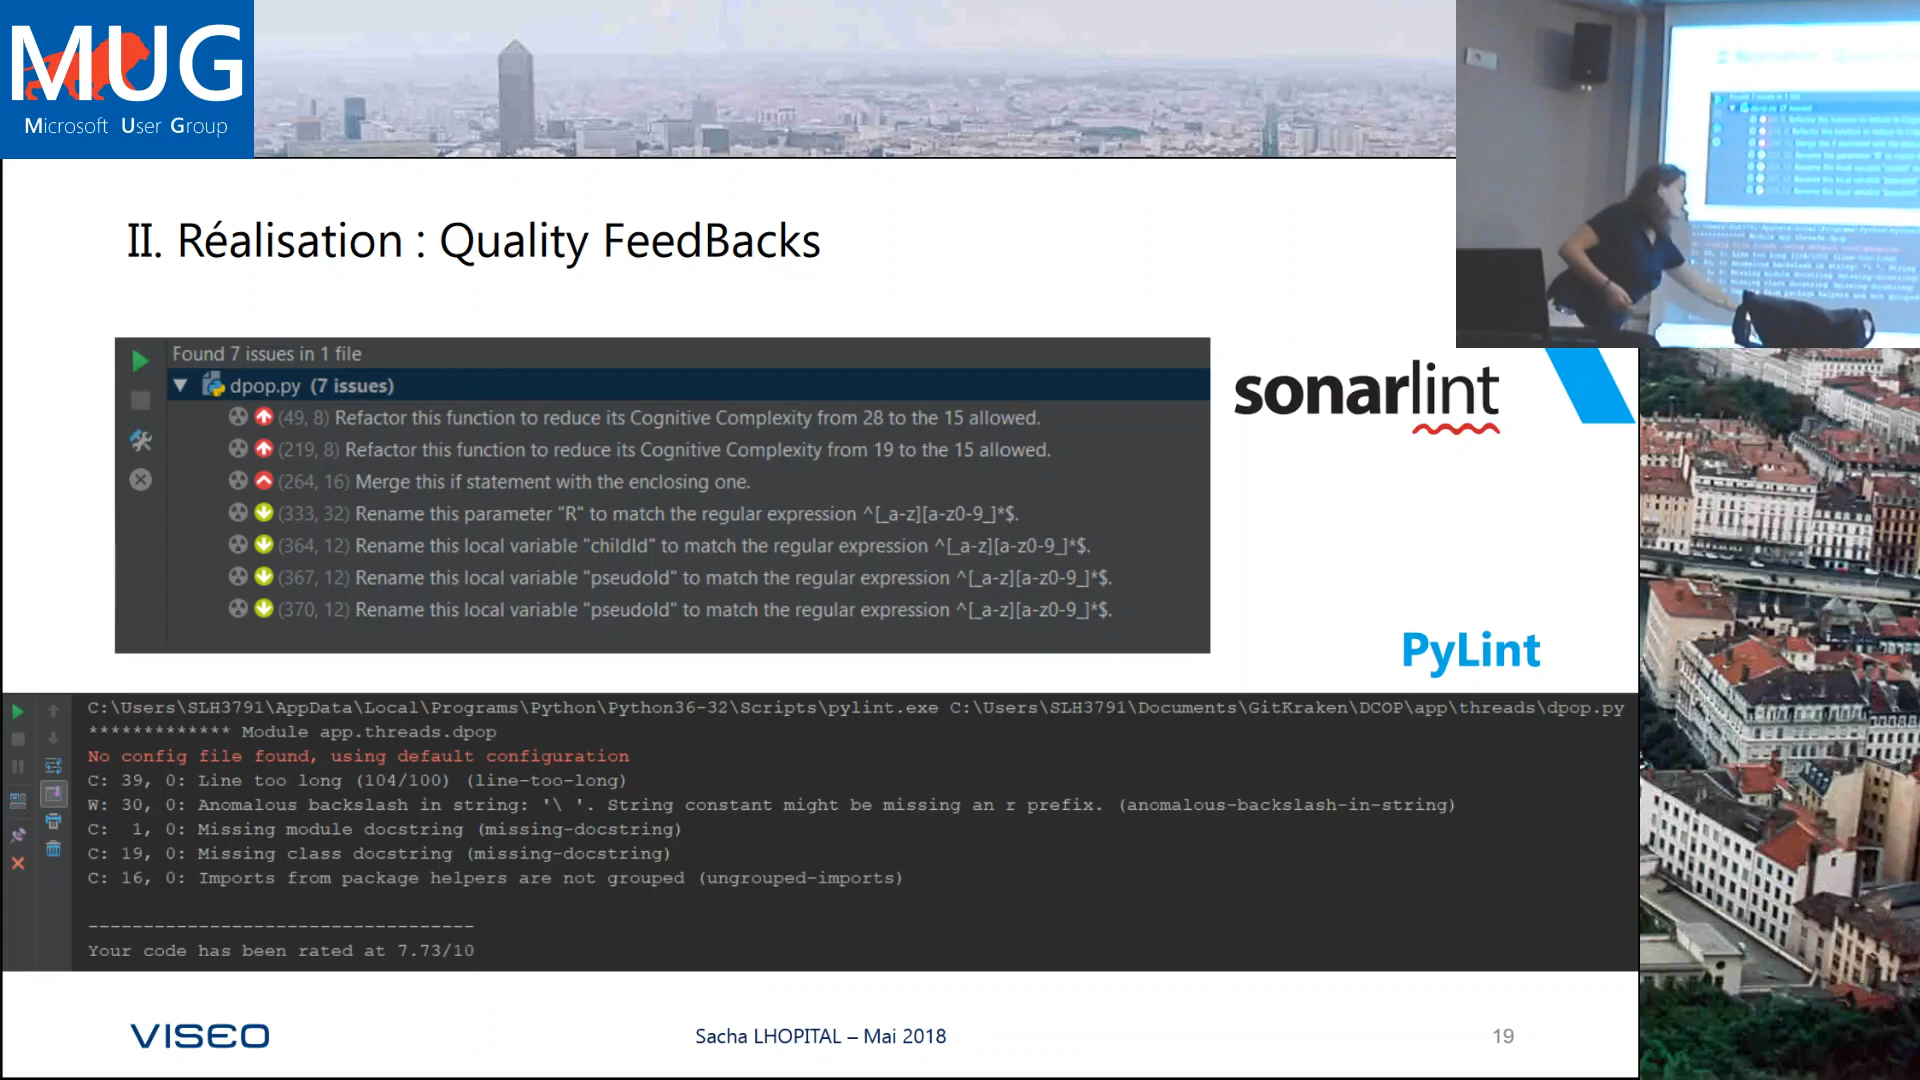 MUG
Microsoft User Group
II. Réalisation : Quality FeedBacks
Found 7 issues in 1 file
dpop.py (7 issues)
(49, 8) Refactor this function to reduce its Cognitive Complexity from 28 to the 15 allowed.
(219, 8) Refactor this function to reduce its Cognitive Complexity from 19 to the 15 allowed.
(264, 16) Merge this if statement with the enclosing one.
(333, 32) Rename this parameter "R" to match the regular expression ^[_a-z][a-z0-9_]*$.
(364, 12) Rename this local variable "childId" to match the regular expression ^[_a-z][a-z0-9_]*$.
(367, 12) Rename this local variable "pseudoId" to match the regular expression ^[_a-z][a-z0-9_]*$.
(370, 12) Rename this local variable "pseudoId" to match the regular expression ^[_a-z][a-z0-9_]*$.
sonarlint
PyLint
C:\Users\SLH3791\AppData\Local\Programs\Python\Python36-32\Scripts\pylint.exe C:\Users\SLH3791\Documents\GitKraken\DCOP\app\threads\dpop.py
************* Module app.threads.dpop
No config file found, using default configuration
C: 39, 0: Line too long (104/100) (line-too-long)
W: 30, 0: Anomalous backslash in string: '\ '. String constant might be missing an r prefix. (anomalous-backslash-in-string)
C:  1, 0: Missing module docstring (missing-docstring)
C: 19, 0: Missing class docstring (missing-docstring)
C: 16, 0: Imports from package helpers are not grouped (ungrouped-imports)
-----------------------------------
Your code has been rated at 7.73/10
VISEO
Sacha LHOPITAL – Mai 2018
19